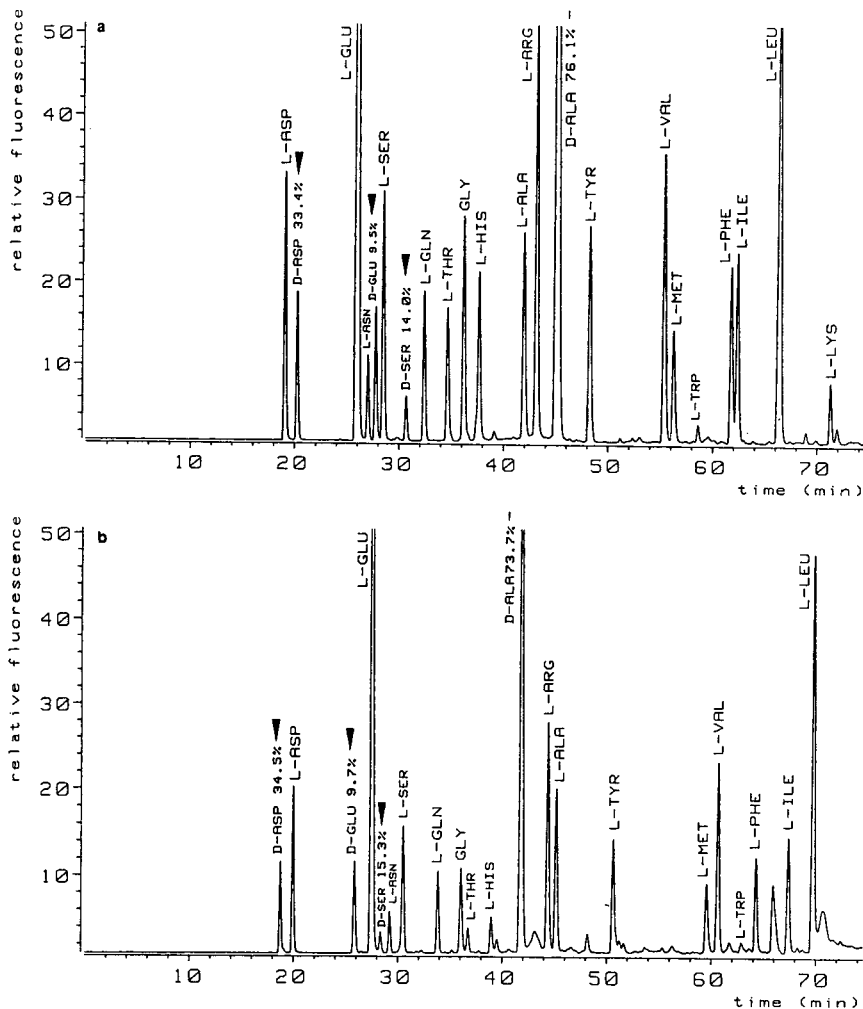 a
relative fluorescence
50
40
30
20
10
L-ASP
D-ASP 33.4%
L-GLU
L-ASN
D-GLU 9.5%
L-SER
D-SER 14.0%
L-GLN
L-THR
GLY
L-HIS
L-ALA
L-ARG
D-ALA 76.1%
L-TYR
L-VAL
L-MET
L-TRP
L-PHE
L-ILE
L-LEU
L-LYS
10 20 30 40 50 60 70
time (min)
b
relative fluorescence
50
40
30
20
10
D-ASP 34.5%
L-ASP
D-GLU 9.7%
L-GLU
D-SER 15.3%
L-ASN
L-SER
L-GLN
GLY
L-THR
L-HIS
D-ALA73.7%
L-ARG
L-ALA
L-TYR
L-MET
L-VAL
L-TRP
L-PHE
L-ILE
L-LEU
10 20 30 40 50 60 70
time (min)